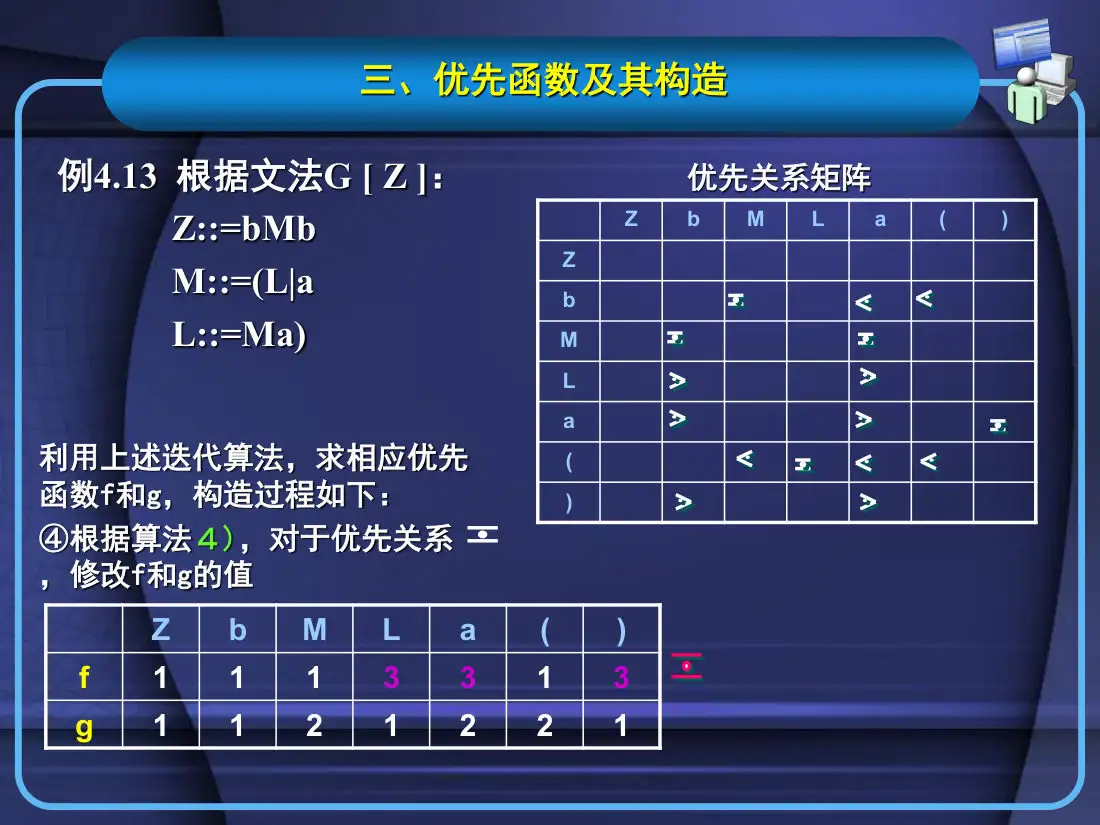 三、优先函数及其构造
例4.13 根据文法G [ Z ]：
Z::=bMb
M::=(L|a
L::=Ma)
优先关系矩阵
Z b M L a ( )
Z
b ≖ ⋖ ⋖
M ≖ ≖
L ⋗ ⋗
a ⋗ ⋗ ≖
( ⋖ ≖ ⋖ ⋖
) ⋗ ⋗
利用上述迭代算法，求相应优先
函数f和g，构造过程如下：
④根据算法４)，对于优先关系 ≖
，修改f和g的值
Z b M L a ( )
f 1 1 1 3 3 1 3 ≖
g 1 1 2 1 2 2 1